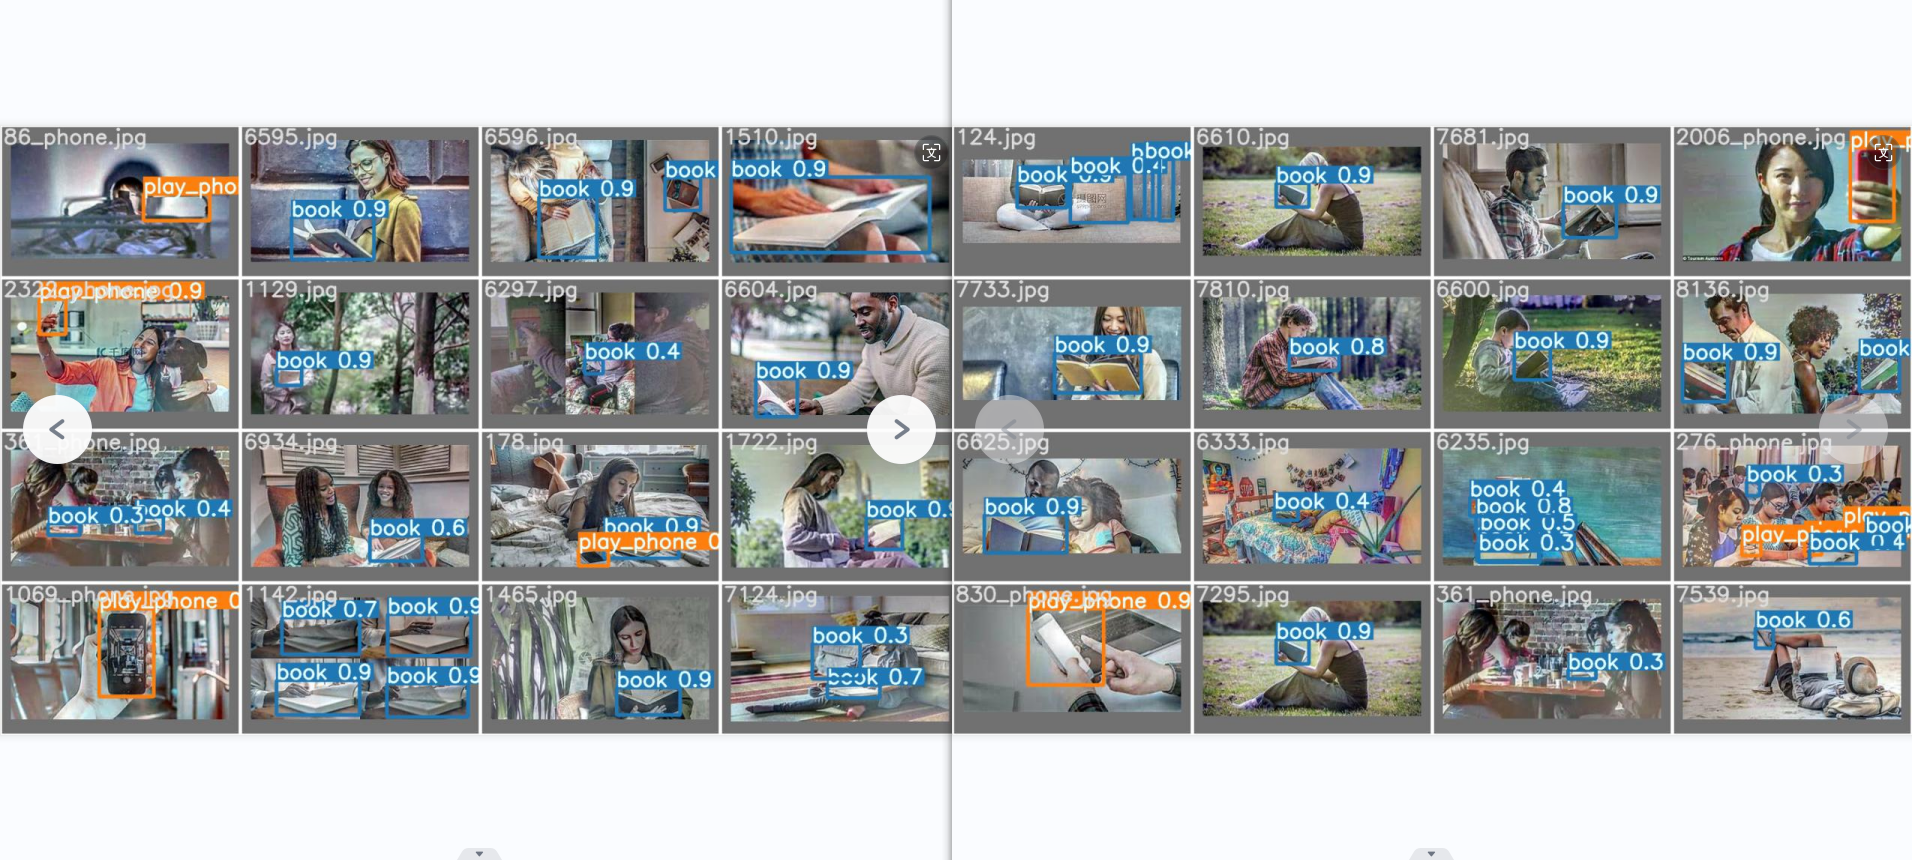 86_phone.jpg
play_pho
6595.jpg
book 0.9
6596.jpg
book 0.9
book
1510.jpg
book 0.9
124.jpg
book 0.9
book 0.4
book
6610.jpg
book 0.9
7681.jpg
book 0.9
2006_phone.jpg
play_p
play_phone 0.9
1129.jpg
book 0.9
6297.jpg
book 0.4
6604.jpg
book 0.9
7733.jpg
book 0.9
7810.jpg
book 0.8
6600.jpg
book 0.9
8136.jpg
book 0.9
book
361_phone.jpg
book 0.3
book 0.4
6934.jpg
book 0.6
178.jpg
book 0.9
play_phone 0
1722.jpg
book 0.9
6625.jpg
book 0.9
6333.jpg
book 0.4
6235.jpg
book 0.4
book 0.8
book 0.5
book 0.3
276_phone.jpg
book 0.3
play_p
play_p
book
book 0.4
1069_phone.jpg
play_phone 0
1142.jpg
book 0.7
book 0.9
book 0.9
book 0.9
1465.jpg
book 0.9
7124.jpg
book 0.3
book 0.7
830_phone.jpg
play_phone 0.9
7295.jpg
book 0.9
361_phone.jpg
book 0.3
7539.jpg
book 0.6